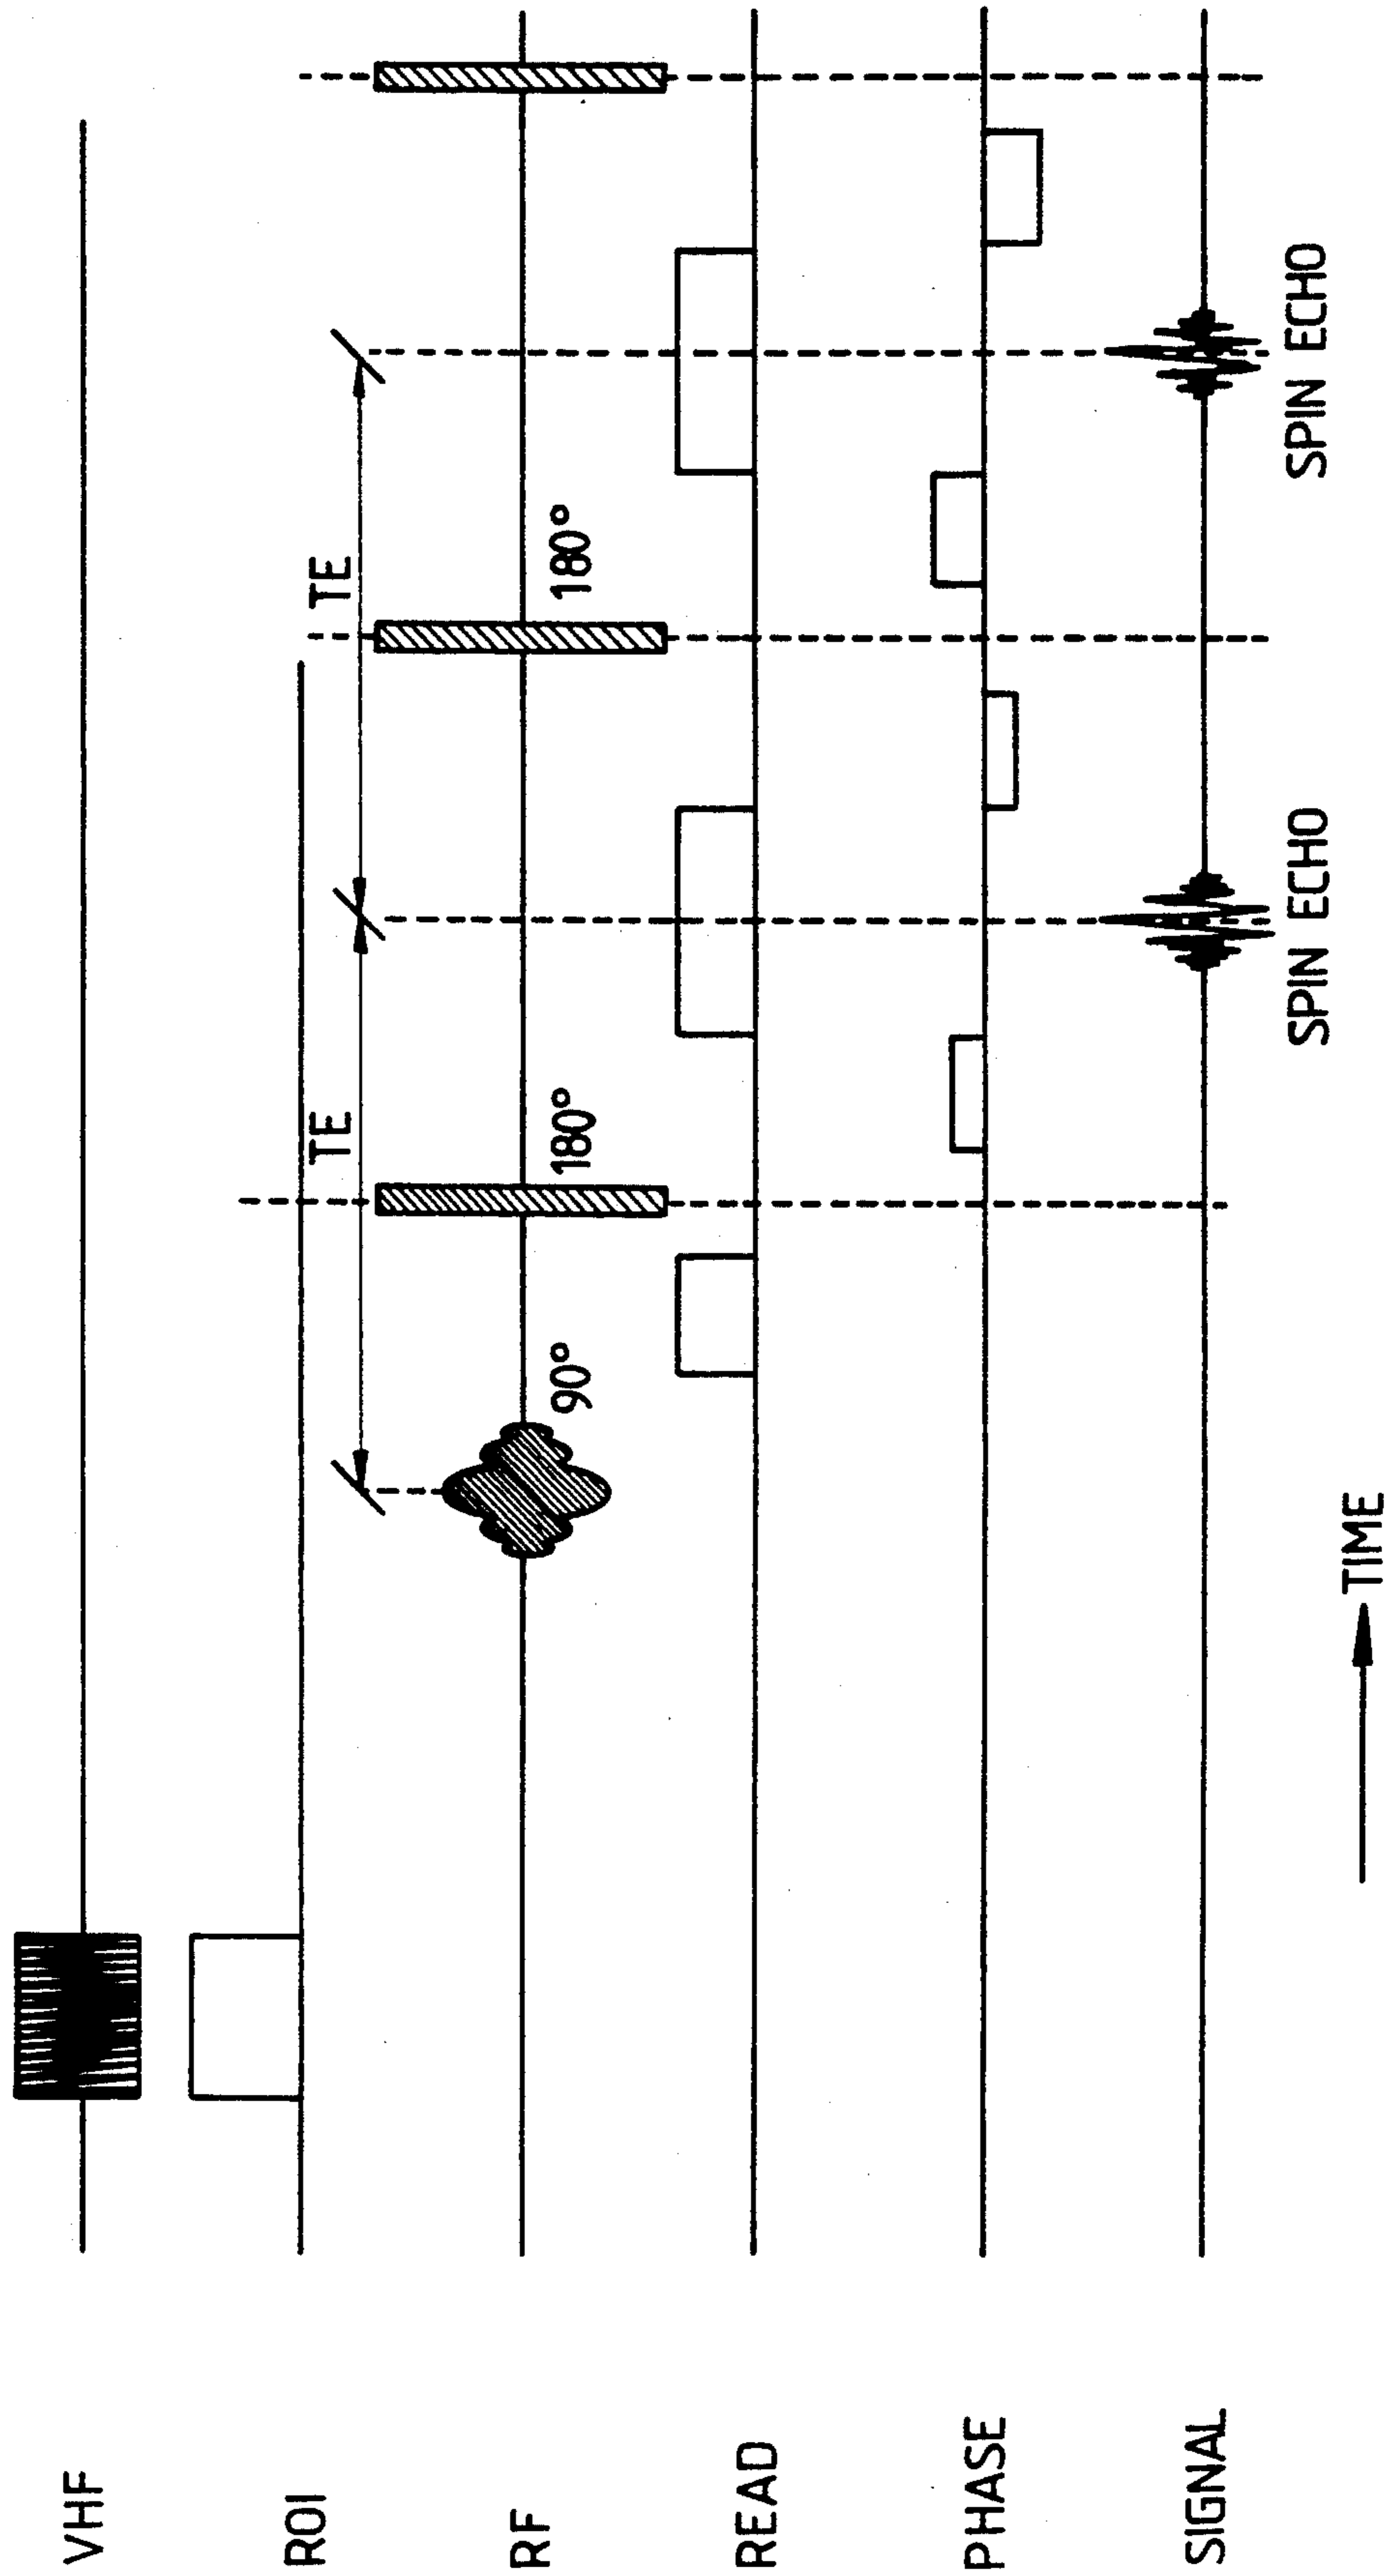 VHF
ROI
TE
TE
RF
90°
180°
180°
READ
PHASE
SIGNAL
SPIN ECHO
SPIN ECHO
TIME